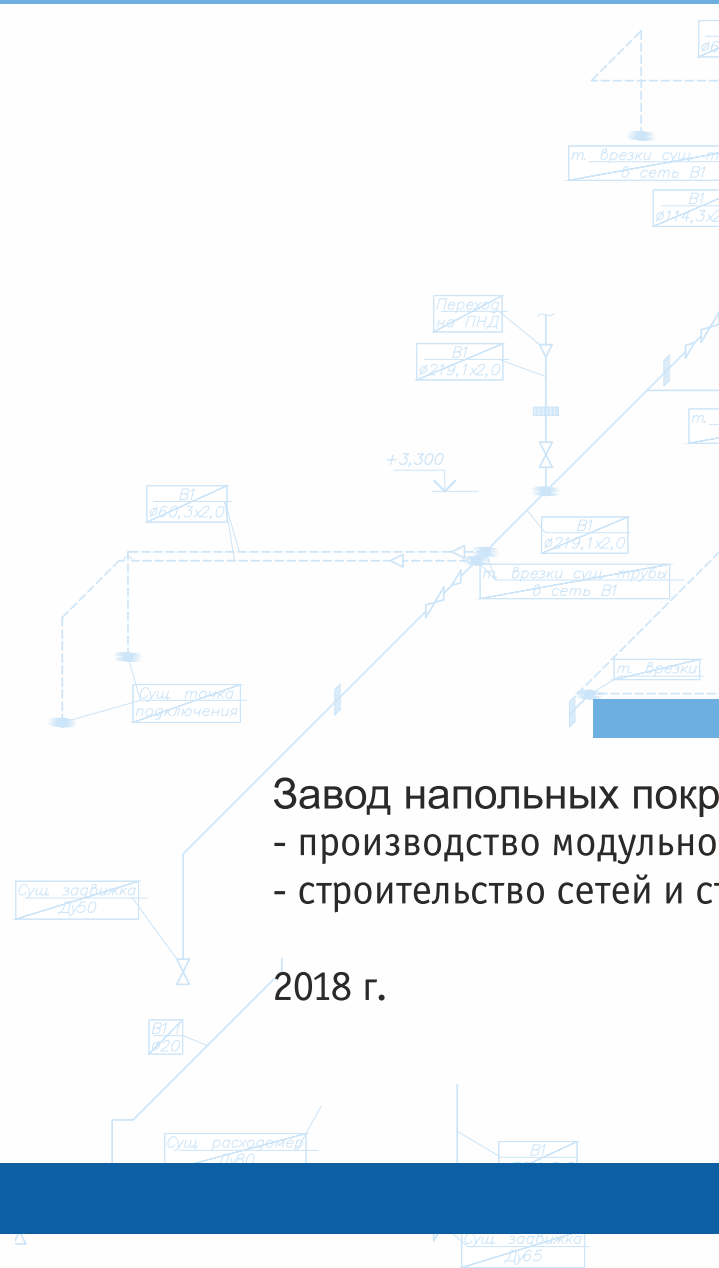 т. врезки сущ. т
в сеть В1
В1
ø114,3х2
Переход
на ПНД
В1
ø219,1х2,0
т.
+3,300
В1
ø60,3х2,0
В1
ø219,1х2,0
т. врезки сущ. трубы
в сеть В1
т. врезки
Сущ. точка
подключения
Завод напольных покр
- производство модульно
- строительство сетей и ст
Сущ. задвижка
Ду50
2018 г.
В1.1
ø20
Сущ. расходомер
Ду80
В1
Сущ. задвижка
Ду65